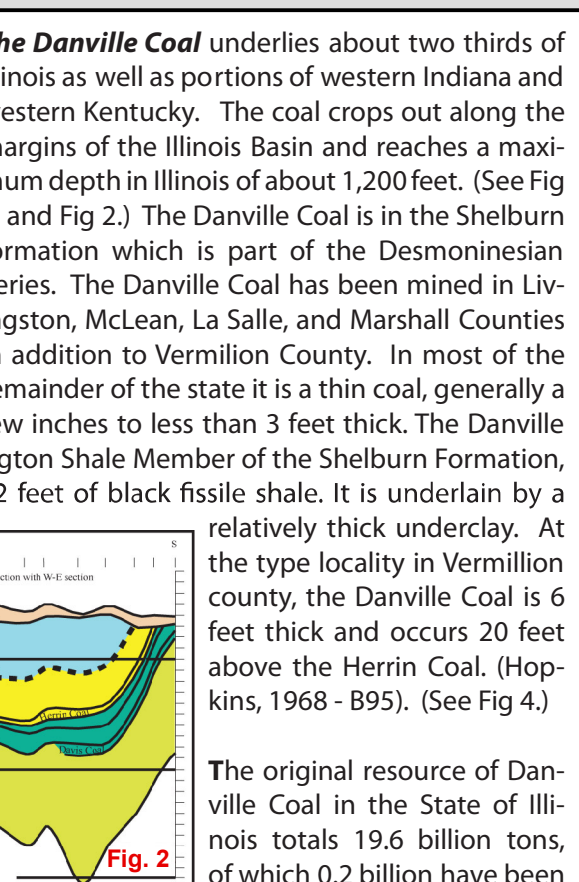 he Danville Coal underlies about two thirds of
linois as well as portions of western Indiana and
estern Kentucky. The coal crops out along the
argins of the Illinois Basin and reaches a maxi-
um depth in Illinois of about 1,200 feet. (See Fig
and Fig 2.) The Danville Coal is in the Shelburn
ormation which is part of the Desmoninesian
eries. The Danville Coal has been mined in Liv-
gston, McLean, La Salle, and Marshall Counties
addition to Vermilion County. In most of the
emainder of the state it is a thin coal, generally a
ew inches to less than 3 feet thick. The Danville
gton Shale Member of the Shelburn Formation,
2 feet of black fissile shale. It is underlain by a
relatively thick underclay. At
the type locality in Vermillion
county, the Danville Coal is 6
feet thick and occurs 20 feet
above the Herrin Coal. (Hop-
kins, 1968 - B95). (See Fig 4.)
The original resource of Dan-
ville Coal in the State of Illi-
nois totals 19.6 billion tons,
of which 0.2 billion have been
S
ction with W-E section
Herrin Coal
Davis Coal
Fig. 2